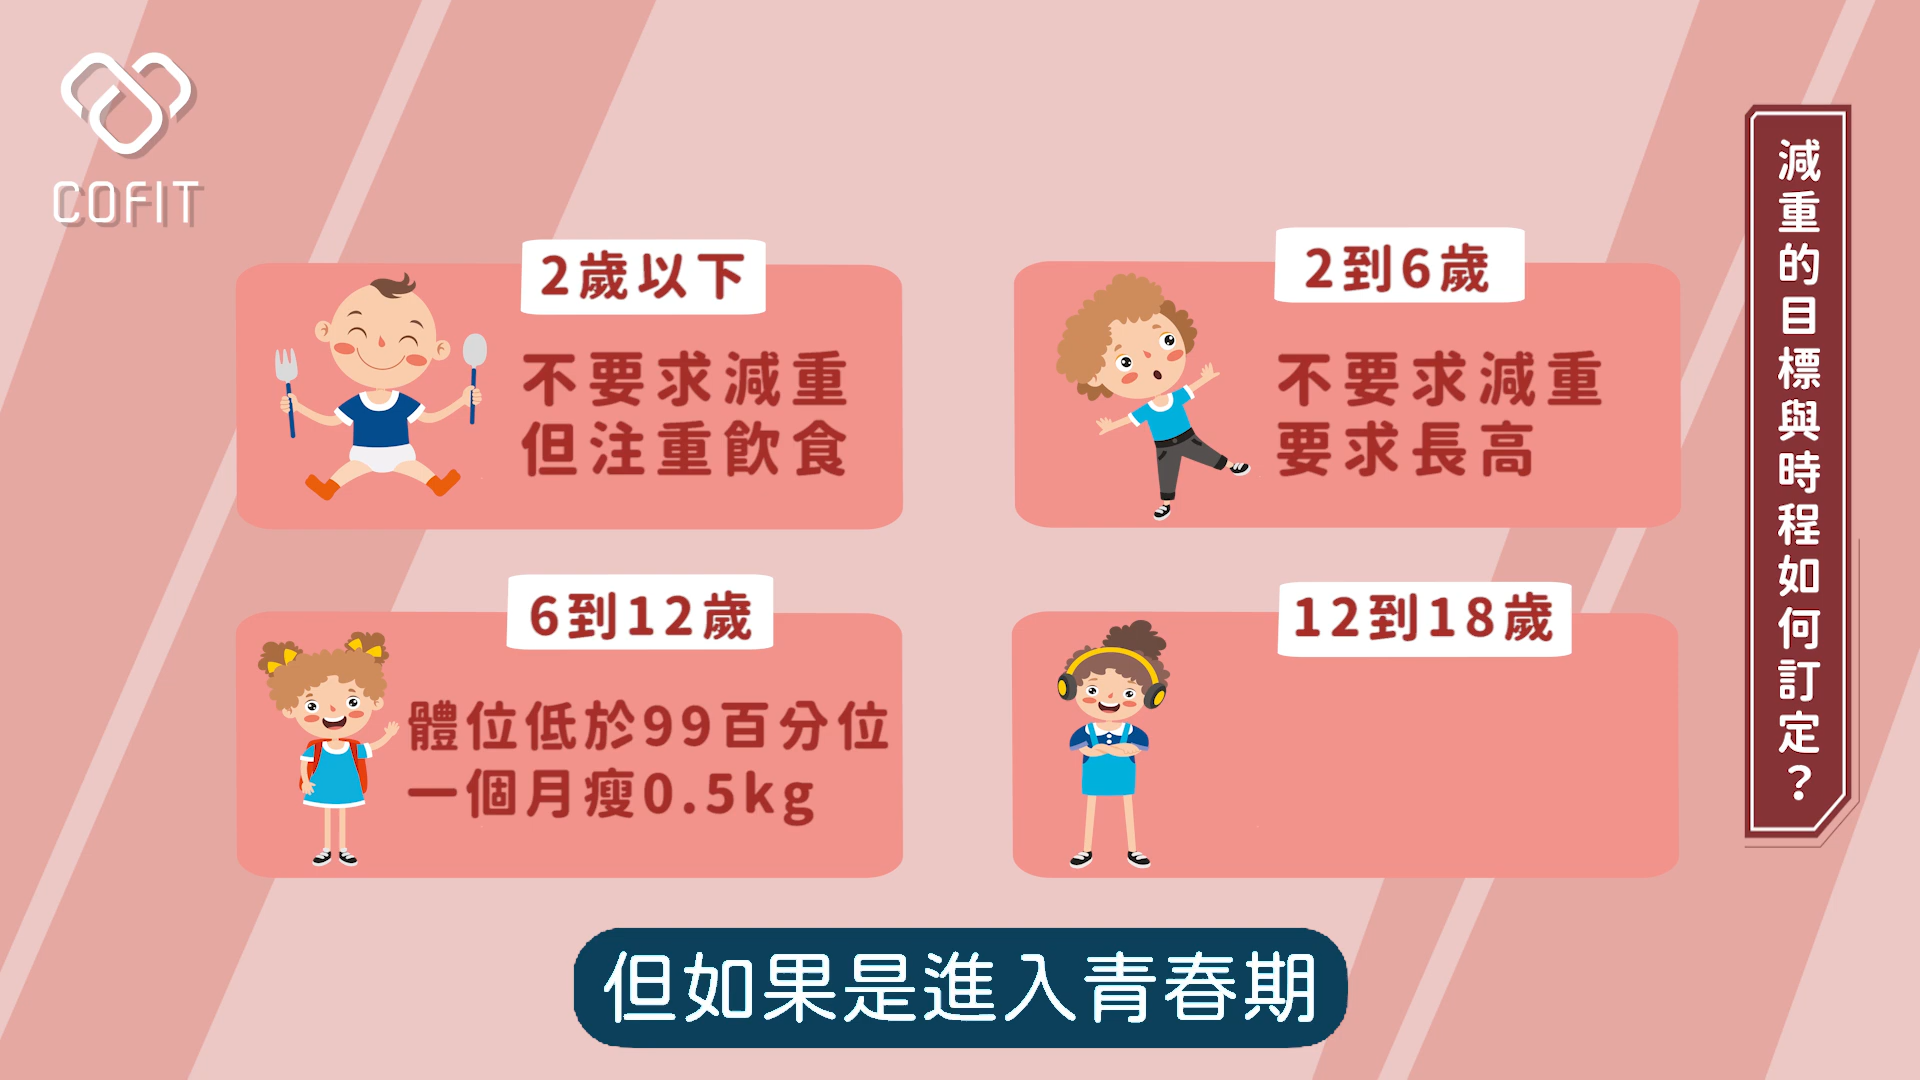 COFIT
2歲以下
不要求減重
但注重飲食
2到6歲
不要求減重
要求長高
6到12歲
體位低於99百分位
一個月瘦0.5kg
12到18歲
減重的目標與時程如何訂定？
但如果是進入青春期